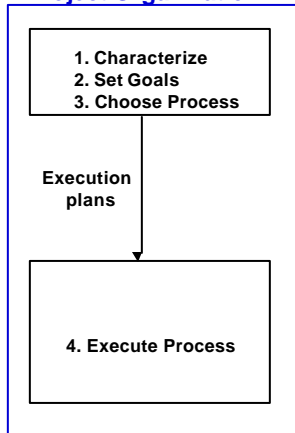 1. Characterize
2. Set Goals
3. Choose Process
Execution
plans
4. Execute Process